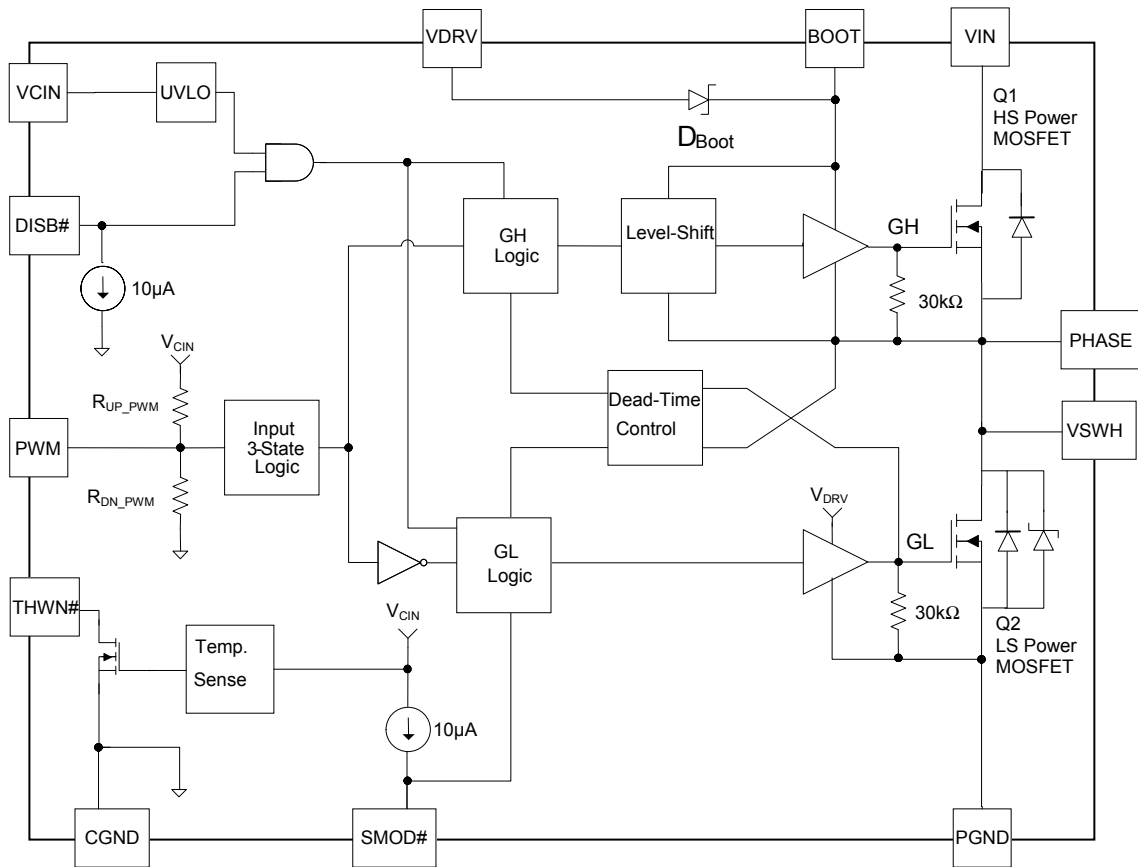 VDRV
BOOT
VIN
VCIN
UVLO
Q1
HS Power
MOSFET
DBoot
DISB#
GH
Logic
Level-Shift
GH
10µA
30kΩ
VCIN
PHASE
RUP_PWM
Dead-Time
Control
PWM
Input
3-State
Logic
VSWH
RDN_PWM
VDRV
GL
Logic
GL
THWN#
VCIN
30kΩ
Temp.
Sense
Q2
LS Power
MOSFET
10µA
CGND
SMOD#
PGND